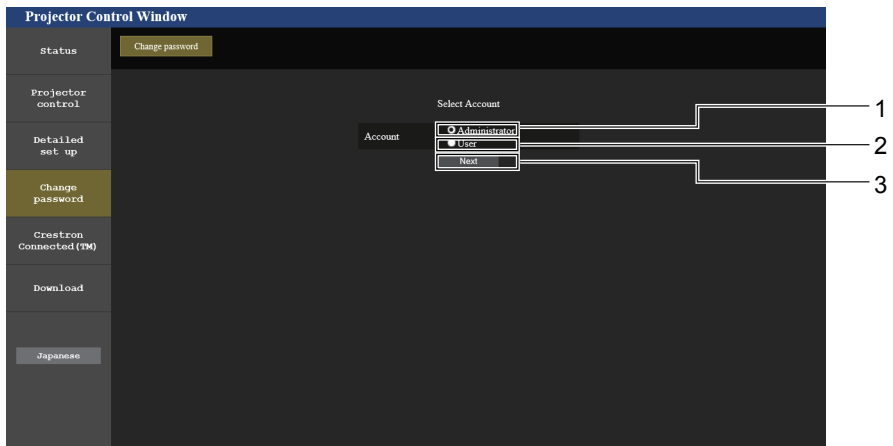 Projector Control Window
Status
Change password
Projector
control
Select Account
1
Account
Administrator
Detailed
set up
User
2
Next
3
Change
password
Crestron
Connected(TM)
Download
Japanese